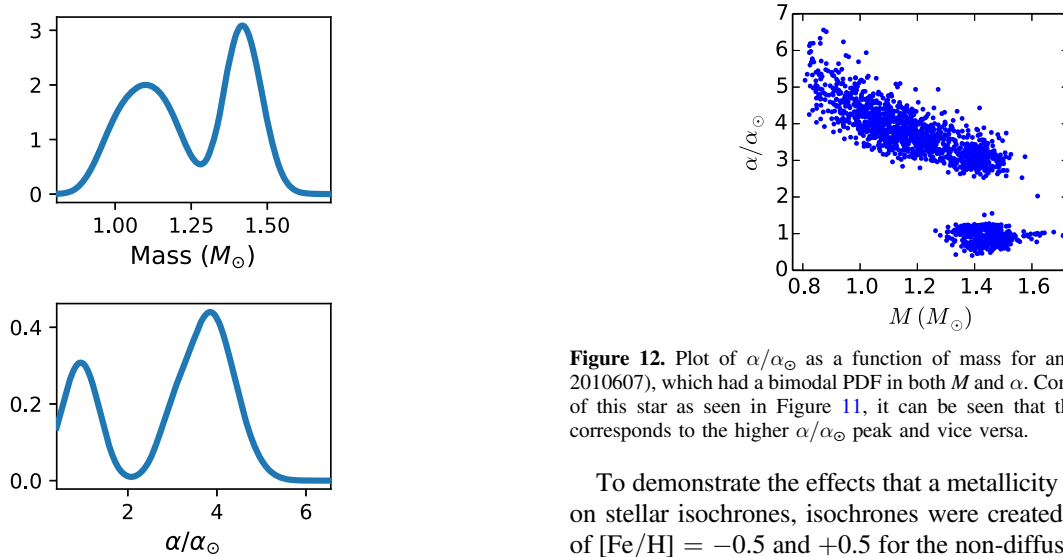 3
2
1
0
1.00 1.25 1.50
Mass (M⊙)
0.4
0.2
0.0
2 4 6
α/α⊙
7
6
5
4
3
2
1
0
α/α⊙
0.8 1.0 1.2 1.4 1.6
M (M⊙)
Figure 12. Plot of α/α⊙ as a function of mass for an
2010607), which had a bimodal PDF in both M and α. Con
of this star as seen in Figure 11, it can be seen that th
corresponds to the higher α/α⊙ peak and vice versa.
To demonstrate the effects that a metallicity
on stellar isochrones, isochrones were created
of [Fe/H] = −0.5 and +0.5 for the non-diffus